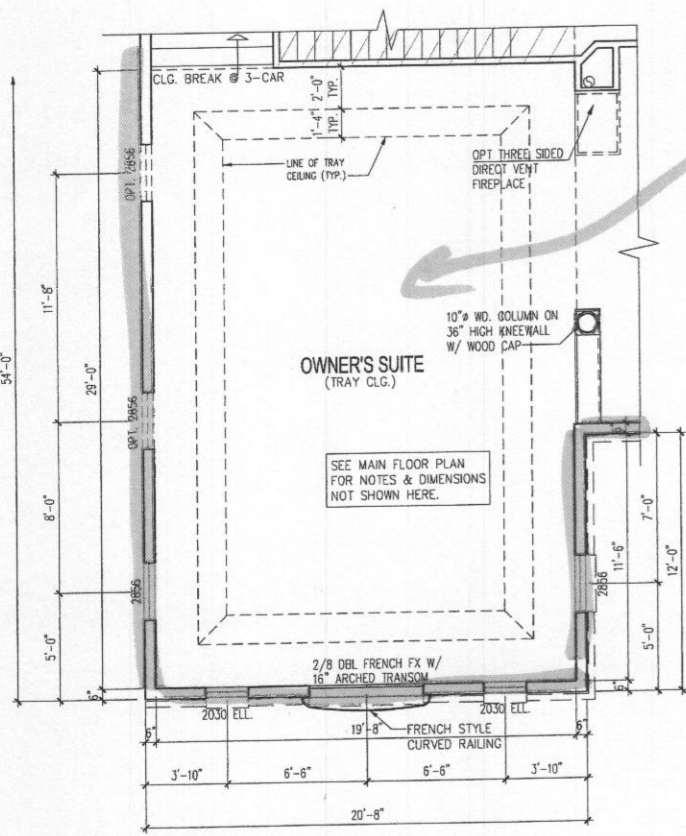 CLG. BREAK @ 3-CAR
2'-0"
TYP.
1'-4"
TYP.
OPT. 2856
LINE OF TRAY
CEILING (TYP.)
OPT THREE SIDED
DIRECT VENT
FIREPLACE
11'-8"
54'-0"
29'-0"
10"ø WD. COLUMN ON
36" HIGH KNEEWALL
W/ WOOD CAP
OWNER'S SUITE
(TRAY CLG.)
OPT. 2856
6"
SEE MAIN FLOOR PLAN
FOR NOTES & DIMENSIONS
NOT SHOWN HERE.
8'-0"
7'-0"
11'-6"
12'-0"
2856
2856
5'-0"
5'-0"
2/8 DBL FRENCH FX W/
16" ARCHED TRANSOM
6"
6"
2030 ELL.
2030 ELL.
6"
19'-8"
FRENCH STYLE
CURVED RAILING
6"
3'-10"
6'-6"
6'-6"
3'-10"
20'-8"